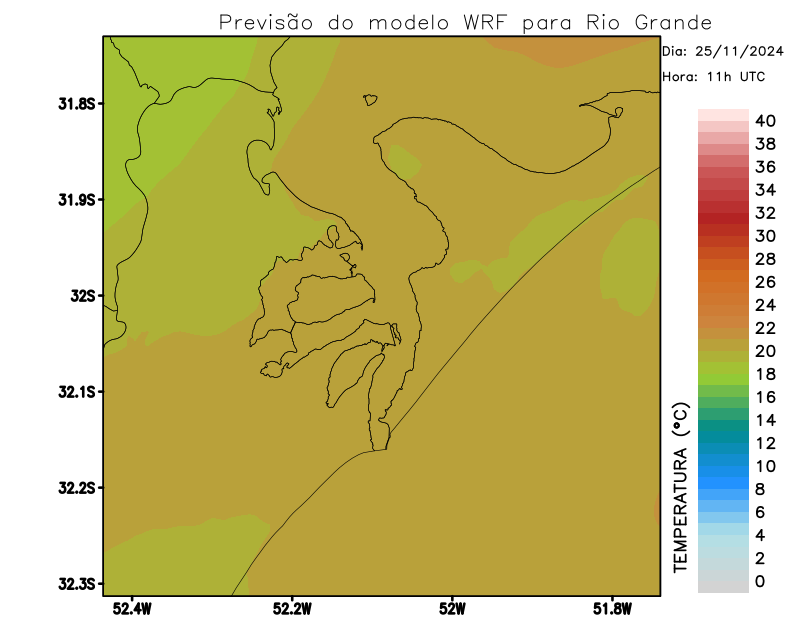 Previsão do modelo WRF para Rio Grande
Dia: 25/11/2024
Hora: 11h UTC
31.8S
31.9S
32S
32.1S
32.2S
32.3S
52.4W
52.2W
52W
51.8W
TEMPERATURA (°C)
40
38
36
34
32
30
28
26
24
22
20
18
16
14
12
10
8
6
4
2
0